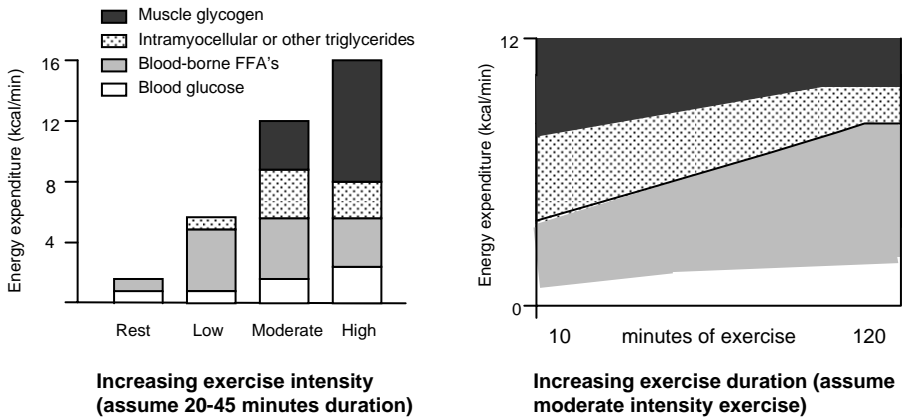 Muscle glycogen
Intramyocellular or other triglycerides
Blood-borne FFA's
Blood glucose
Energy expenditure (kcal/min)
16
12
8
4
Rest Low Moderate High
Increasing exercise intensity
(assume 20-45 minutes duration)
Energy expenditure (kcal/min)
12
0
10 minutes of exercise 120
Increasing exercise duration (assume
moderate intensity exercise)